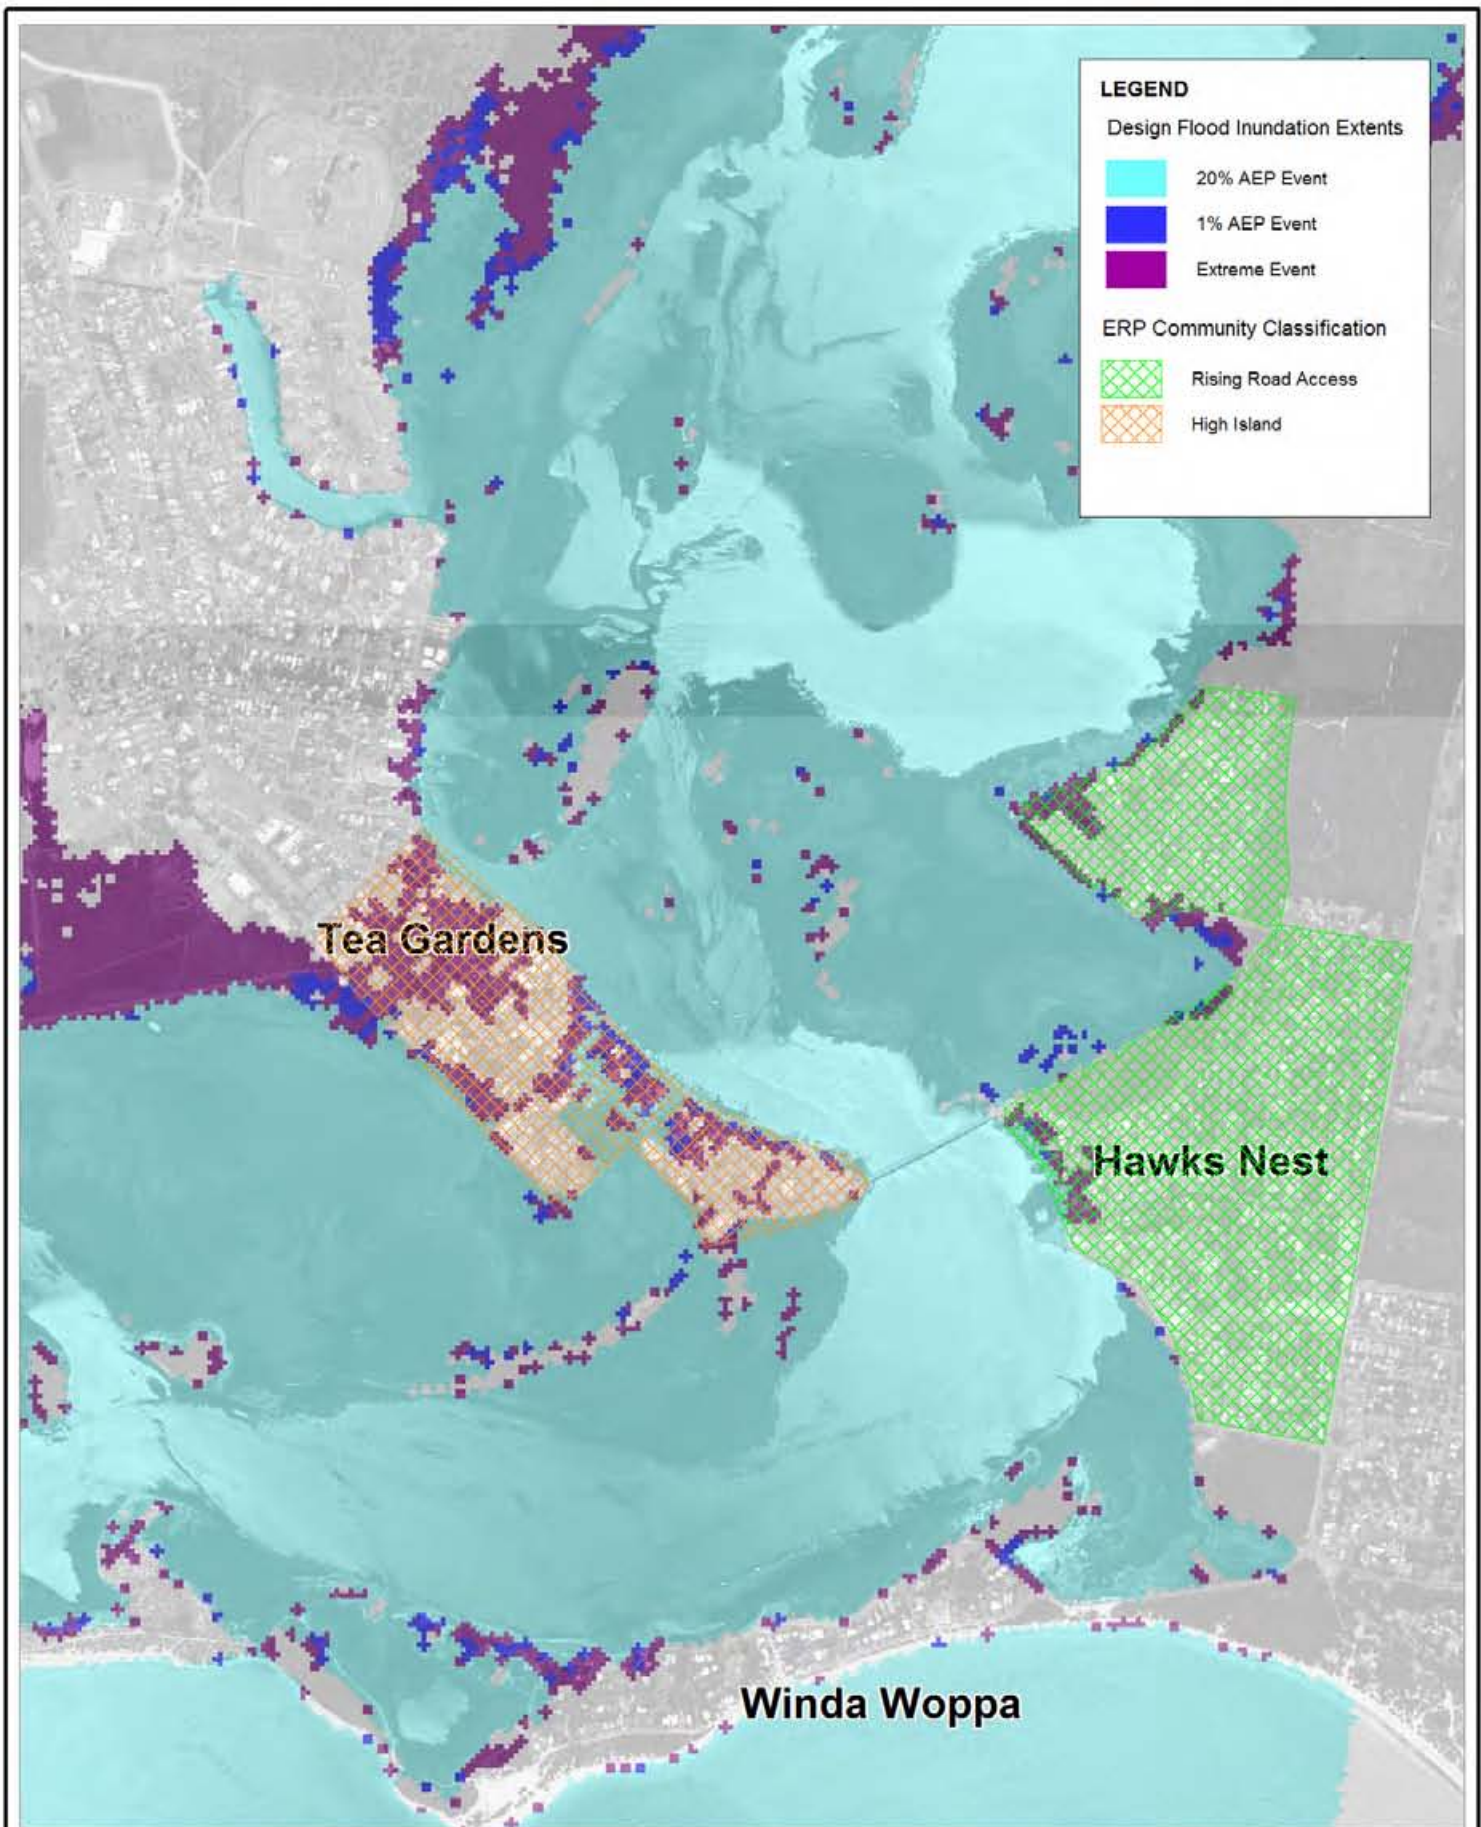 LEGEND
Design Flood Inundation Extents
20% AEP Event
1% AEP Event
Extreme Event
ERP Community Classification
Rising Road Access
High Island
Tea Gardens
Hawks Nest
Winda Woppa